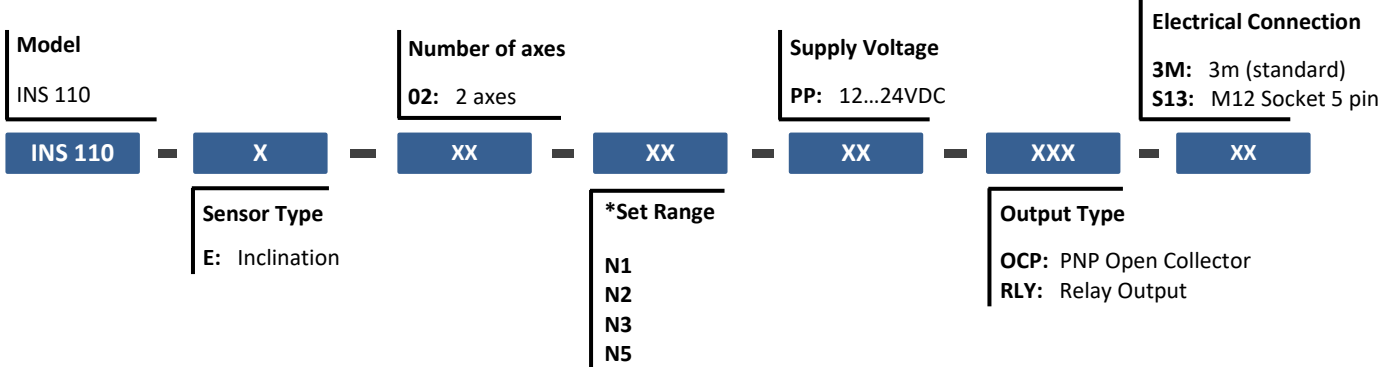 Electrical Connection
3M: 3m (standard)
S13: M12 Socket 5 pin
Model
INS 110
Number of axes
02: 2 axes
Supply Voltage
PP: 12...24VDC
INS 110 - X - XX - XX - XX - XXX - XX
Sensor Type
E: Inclination
*Set Range
N1
N2
N3
N5
Output Type
OCP: PNP Open Collector
RLY: Relay Output